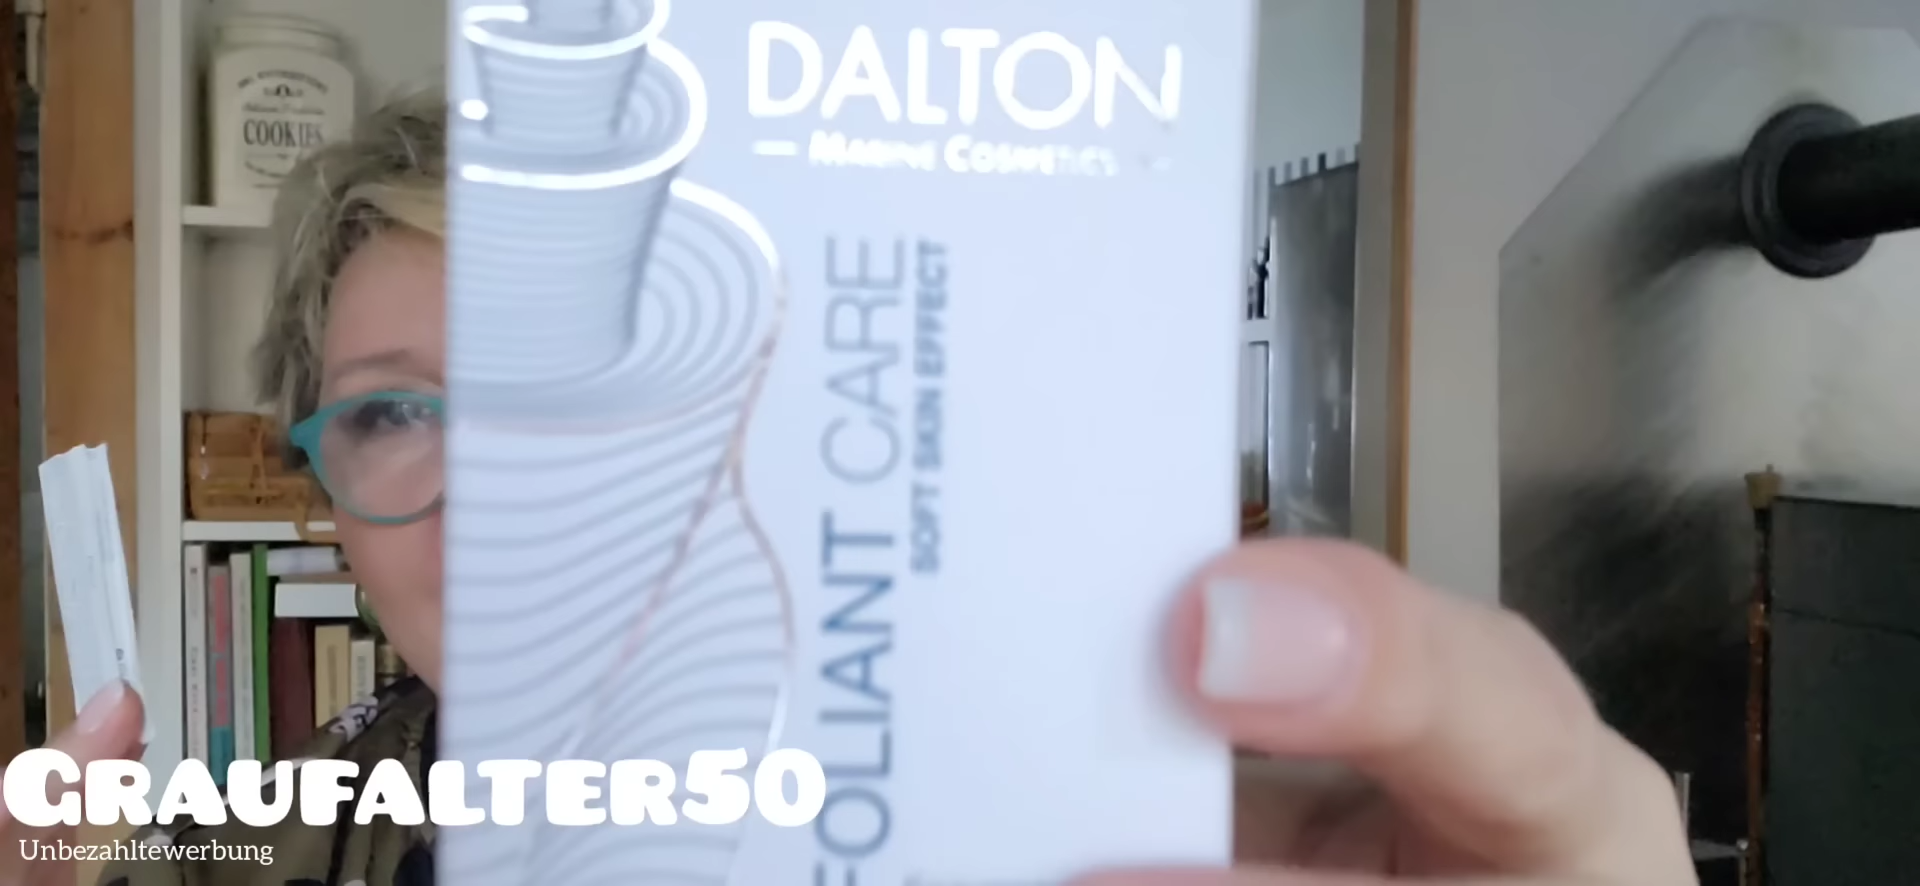 DALTON
MARINE COSMETICS
FOLIANT CARE
SOFT SKIN EFFECT
COOKIES
GRAUFALTER50
Unbezahltewerbung